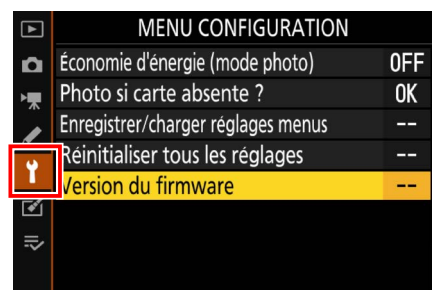 MENU CONFIGURATION
Économie d'énergie (mode photo) OFF
Photo si carte absente ? OK
Enregistrer/charger réglages menus --
Réinitialiser tous les réglages --
Version du firmware --